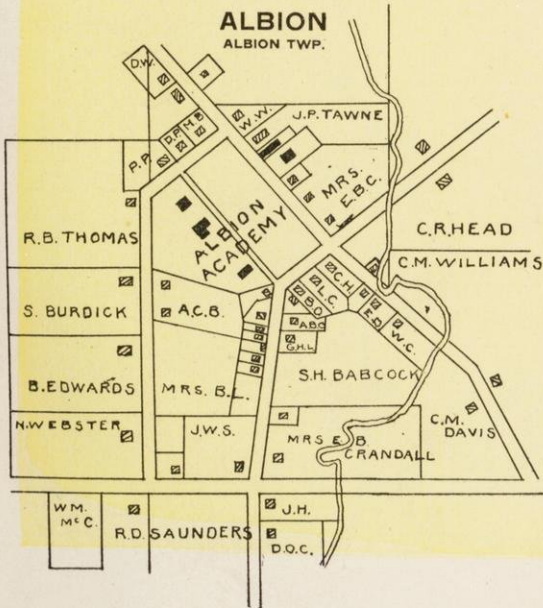 ALBION
ALBION TWP.
D.W.
W.W.
J.P. TAWNE
D.P.
M.B
P.P.
MRS.
E.B.C.
ALBION
ACADEMY
R.B. THOMAS
C.R. HEAD
C.M. WILLIAMS
C.H.
L.C.
B.O.
S. BURDICK
A.C.B.
A.B.O.
E.B.
W.C.
G.H.L.
B. EDWARDS
MRS. B.L.
S.H. BABCOCK
N. WEBSTER
J.W.S.
MRS E.B
CRANDALL
C.M.
DAVIS
WM.
McC.
R.D. SAUNDERS
J.H.
D.O.C.